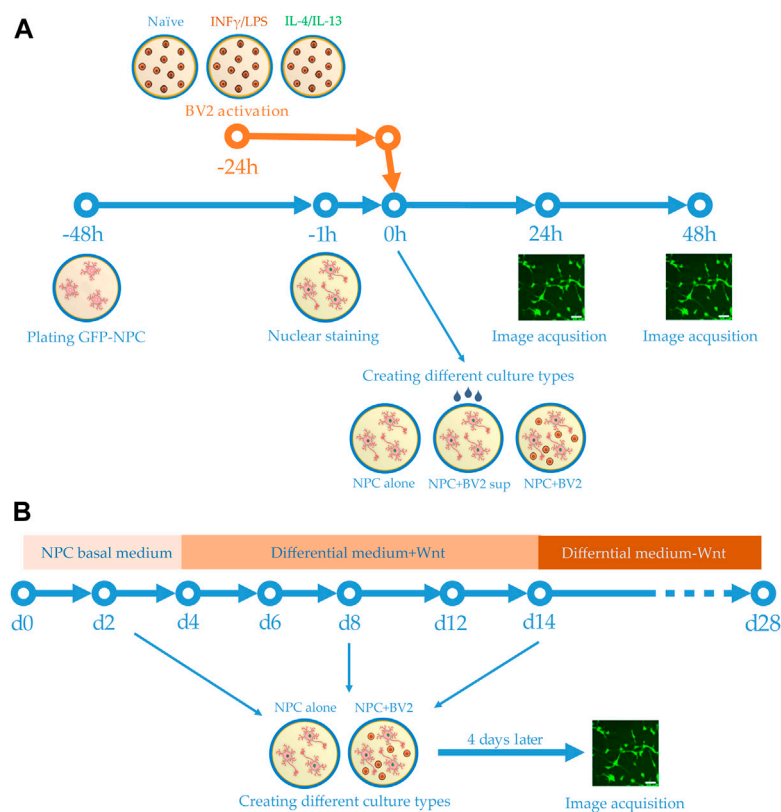 A
Naïve INFγ/LPS IL-4/IL-13
BV2 activation
-24h
-48h -1h 0h 24h 48h
Plating GFP-NPC Nuclear staining Image acqusition Image acqusition
Creating different culture types
NPC alone NPC+BV2 sup NPC+BV2
B
NPC basal medium Differential medium+Wnt Differntial medium-Wnt
d0 d2 d4 d6 d8 d12 d14 d28
NPC alone NPC+BV2
4 days later
Creating different culture types Image acquisition